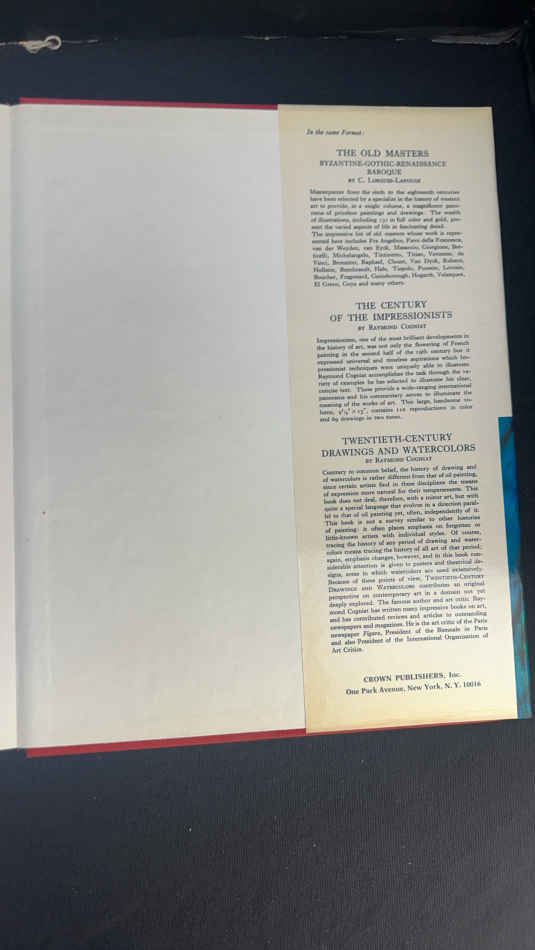 In the same Format:
THE OLD MASTERS
BYZANTINE-GOTHIC-RENAISSANCE
BAROQUE
BY C. LORGUES-LAPOUGE
Masterpieces from the sixth to the eighteenth centuries
have been selected by a specialist in the history of western
art to provide, in a single volume, a magnificent pano-
rama of priceless paintings and drawings. The wealth
of illustrations, including in full color and gold, pre-
sent the varied aspects of life in fascinating detail.
The impressive list of old masters whose work is repre-
sented here includes Fra Angelico, Piero della Francesca,
van der Weyden, van Eyck, Masaccio, Giorgione, Bot-
ticelli, Michelangelo, Tintoretto, Titian, Veronese, da
Vinci, Bronzino, Raphael, Clouet, Van Dyck, Rubens,
Holbein, Rembrandt, Hals, Tiepolo, Poussin, Lorrain,
Boucher, Fragonard, Gainsborough, Hogarth, Velazquez,
El Greco, Goya and many others.
THE CENTURY
OF THE IMPRESSIONISTS
BY RAYMOND COGNIAT
Impressionism, one of the most brilliant developments in
the history of art, was not only the flowering of French
painting in the second half of the 19th century but it
expressed universal and timeless aspirations which Im-
pressionist techniques were uniquely able to illustrate.
Raymond Cogniat accomplishes the task through the va-
riety of examples he has selected to illustrate his clear,
concise text. These provide a wide-ranging international
panorama and his commentary serves to illuminate the
meaning of the works of art. This large, handsome vo-
lume, contains reproductions in color
and 69 drawings in two tones.
TWENTIETH-CENTURY
DRAWINGS AND WATERCOLORS
BY RAYMOND COGNIAT
Contrary to common belief, the history of drawing and
of watercolors is rather different from that of oil painting,
since certain artists find in these disciplines the means
of expression more natural for their temperaments. This
book does not deal, therefore, with a minor art, but with
quite a special language that evolves in a direction paral-
lel to that of oil painting yet, often, independently of it.
This book is not a survey similar to other histories
of painting: it often places emphasis on forgotten or
little-known artists with individual styles. Of course,
tracing the history of any period of drawing and water-
colors means tracing the history of all art of that period;
again, emphasis changes, however, and in this book con-
siderable attention is given to posters and theatrical de-
signs, areas in which watercolors are used extensively.
Because of these points of view, TWENTIETH-CENTURY
DRAWINGS AND WATERCOLORS contributes an original
perspective on contemporary art in a domain not yet
deeply explored. The famous author and art critic Ray-
mond Cogniat has written many impressive books on art,
and has contributed reviews and articles to outstanding
newspapers and magazines. He is the art critic of the Paris
newspaper Figaro, President of the Biennale in Paris
and also President of the International Organization of
Art Critics.
CROWN PUBLISHERS, Inc.
One Park Avenue, New York, N. Y. 10016